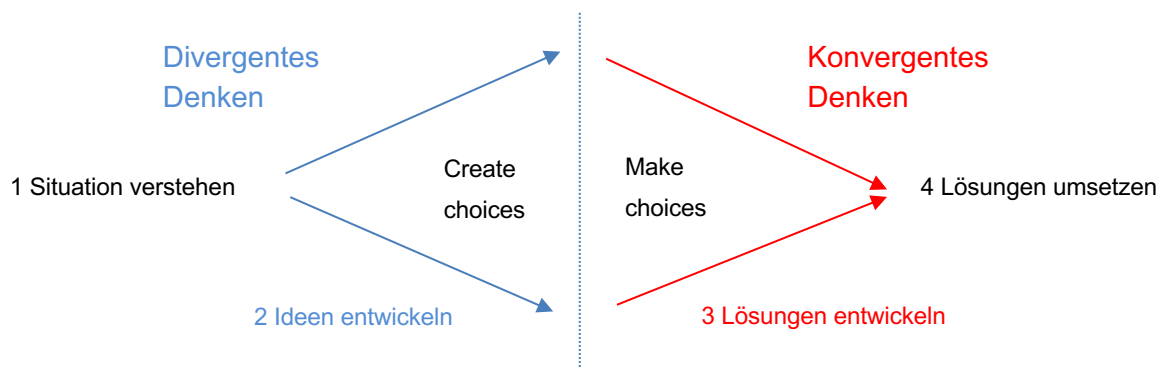 Divergentes
Denken
Konvergentes
Denken
1 Situation verstehen
Create
choices
Make
choices
4 Lösungen umsetzen
2 Ideen entwickeln
3 Lösungen entwickeln